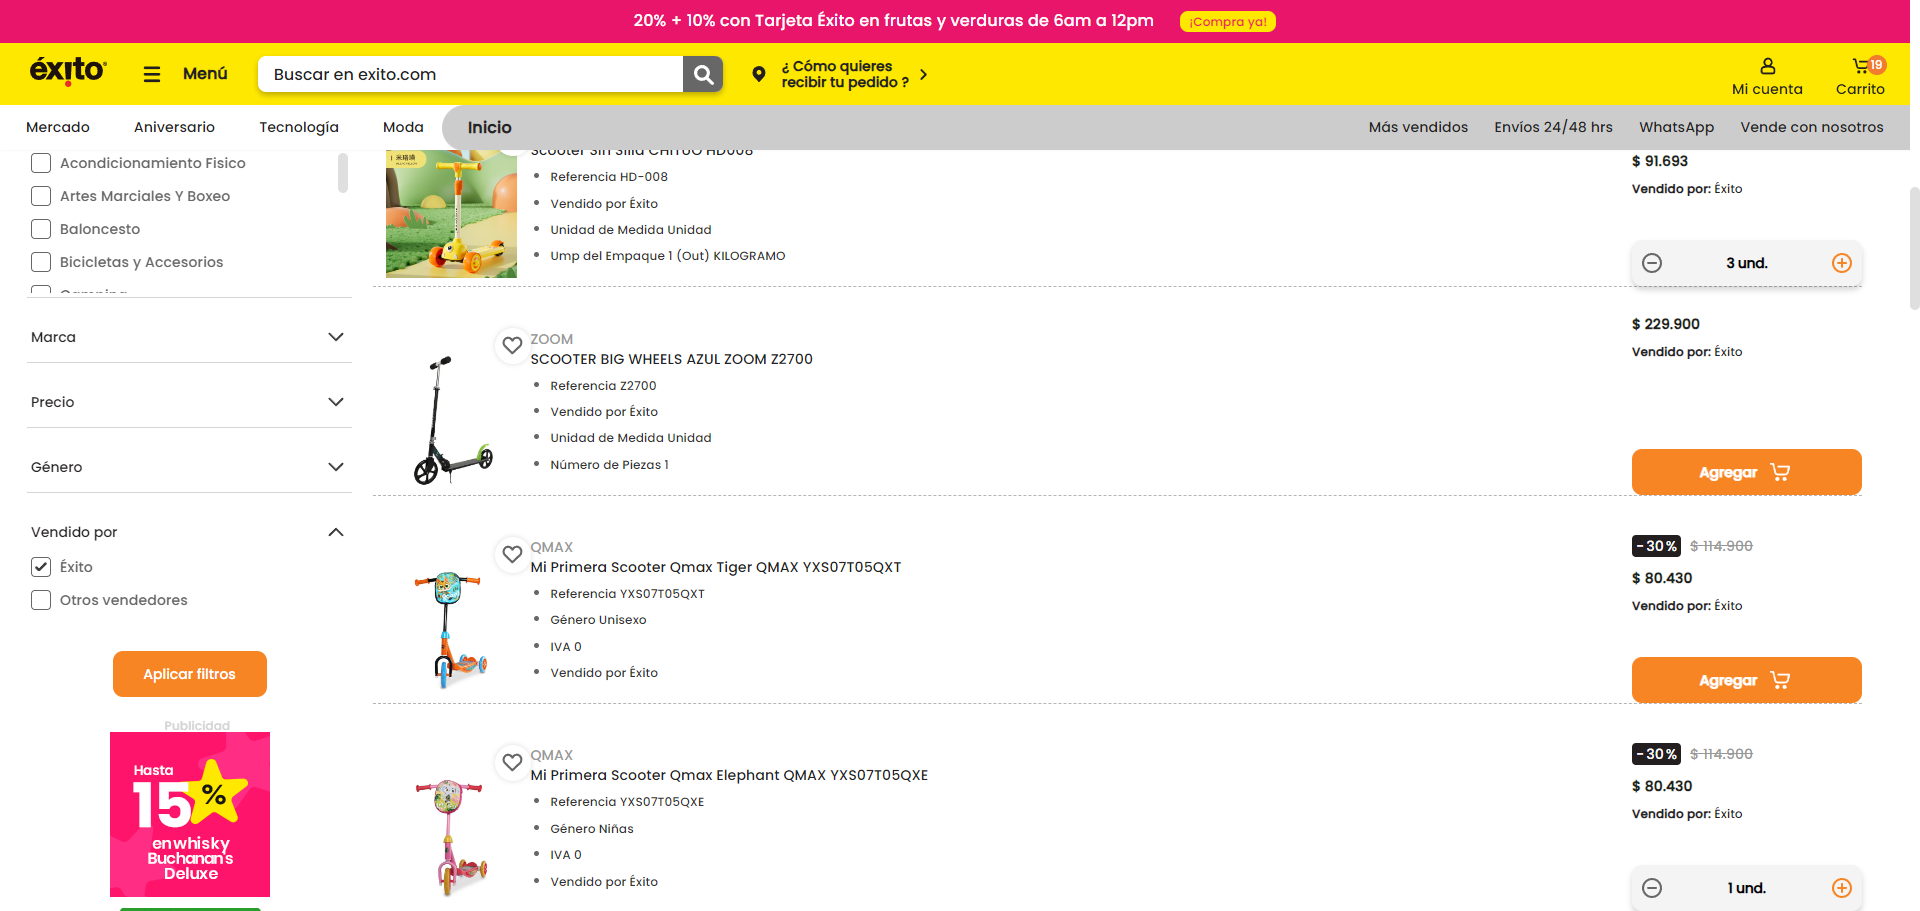 20% + 10% con Tarjeta Éxito en frutas y verduras de 6am a 12pm
¡Compra ya!
éxito
Menú
Buscar en exito.com
¿ Cómo quieres
recibir tu pedido ?
Mi cuenta
19
Carrito
Mercado
Aniversario
Tecnología
Moda
Inicio
Más vendidos
Envíos 24/48 hrs
WhatsApp
Vende con nosotros
Acondicionamiento Fisico
Artes Marciales Y Boxeo
Baloncesto
Bicicletas y Accesorios
Camping
Marca
Precio
Género
Vendido por
Éxito
Otros vendedores
Aplicar filtros
Publicidad
Hasta
15%
en whisky
Buchanan's
Deluxe
Scooter Sin Silla CHITUO HD008
Referencia HD-008
Vendido por Éxito
Unidad de Medida Unidad
Ump del Empaque 1 (Out) KILOGRAMO
$ 91.693
Vendido por: Éxito
3 und.
ZOOM
SCOOTER BIG WHEELS AZUL ZOOM Z2700
Referencia Z2700
Vendido por Éxito
Unidad de Medida Unidad
Número de Piezas 1
$ 229.900
Vendido por: Éxito
Agregar
QMAX
Mi Primera Scooter Qmax Tiger QMAX YXS07T05QXT
Referencia YXS07T05QXT
Género Unisexo
IVA 0
Vendido por Éxito
-30% $ 114.900
$ 80.430
Vendido por: Éxito
Agregar
QMAX
Mi Primera Scooter Qmax Elephant QMAX YXS07T05QXE
Referencia YXS07T05QXE
Género Niñas
IVA 0
Vendido por Éxito
-30% $ 114.900
$ 80.430
Vendido por: Éxito
1 und.